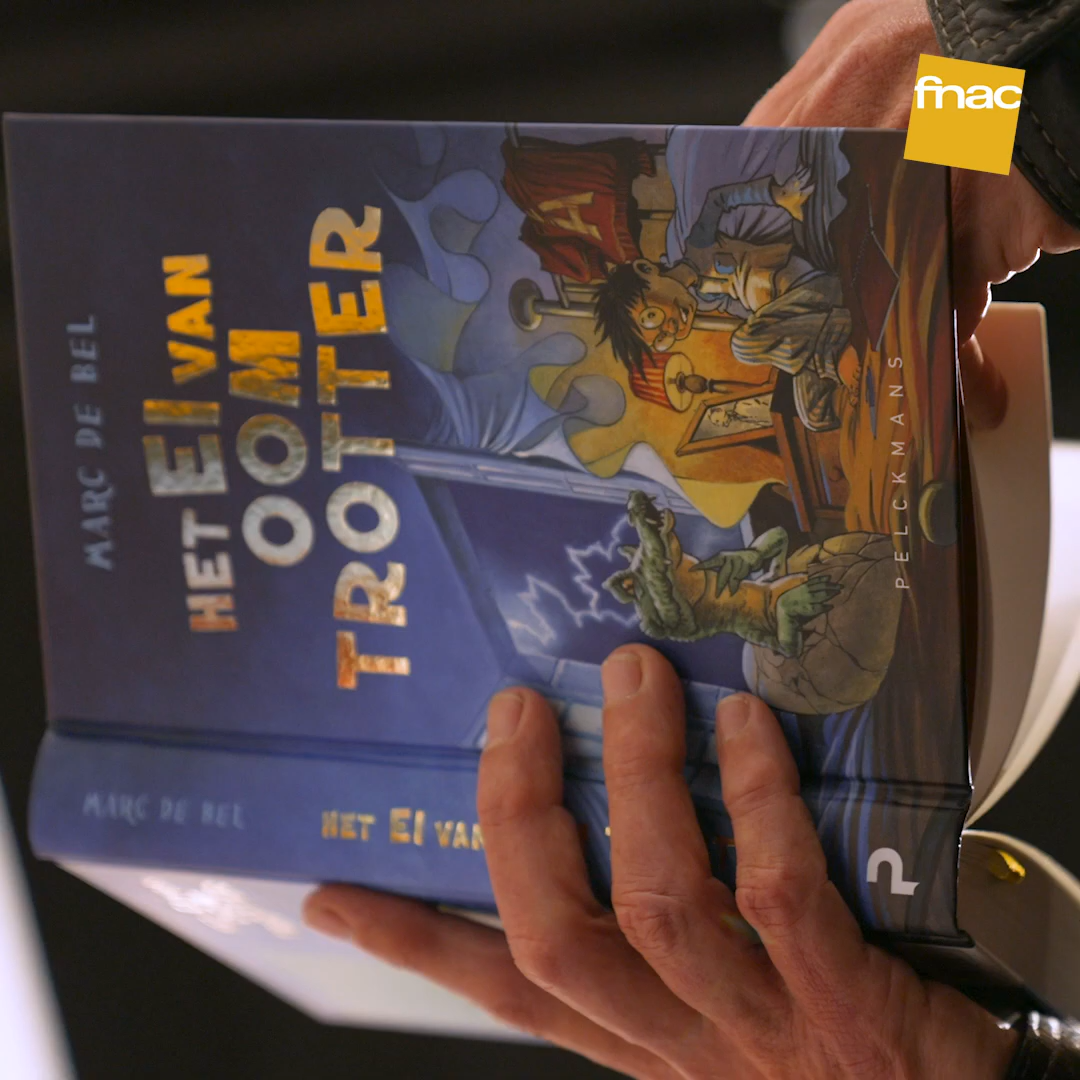 fnac
MARC DE BEL
HET EI VAN
OOM
TROTTER
A
PELCKMANS
MARC DE BEL
HET EI VAN
P